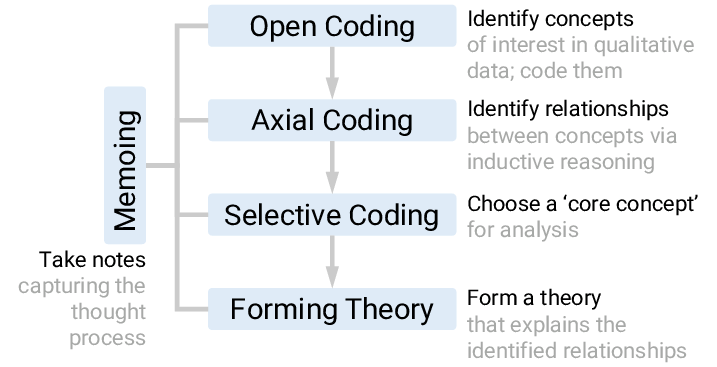 Open Coding
Identify concepts
of interest in qualitative
data; code them
Axial Coding
Identify relationships
between concepts via
inductive reasoning
Memoing
Take notes
capturing the
thought
process
Selective Coding
Choose a ‘core concept’
for analysis
Forming Theory
Form a theory
that explains the
identified relationships